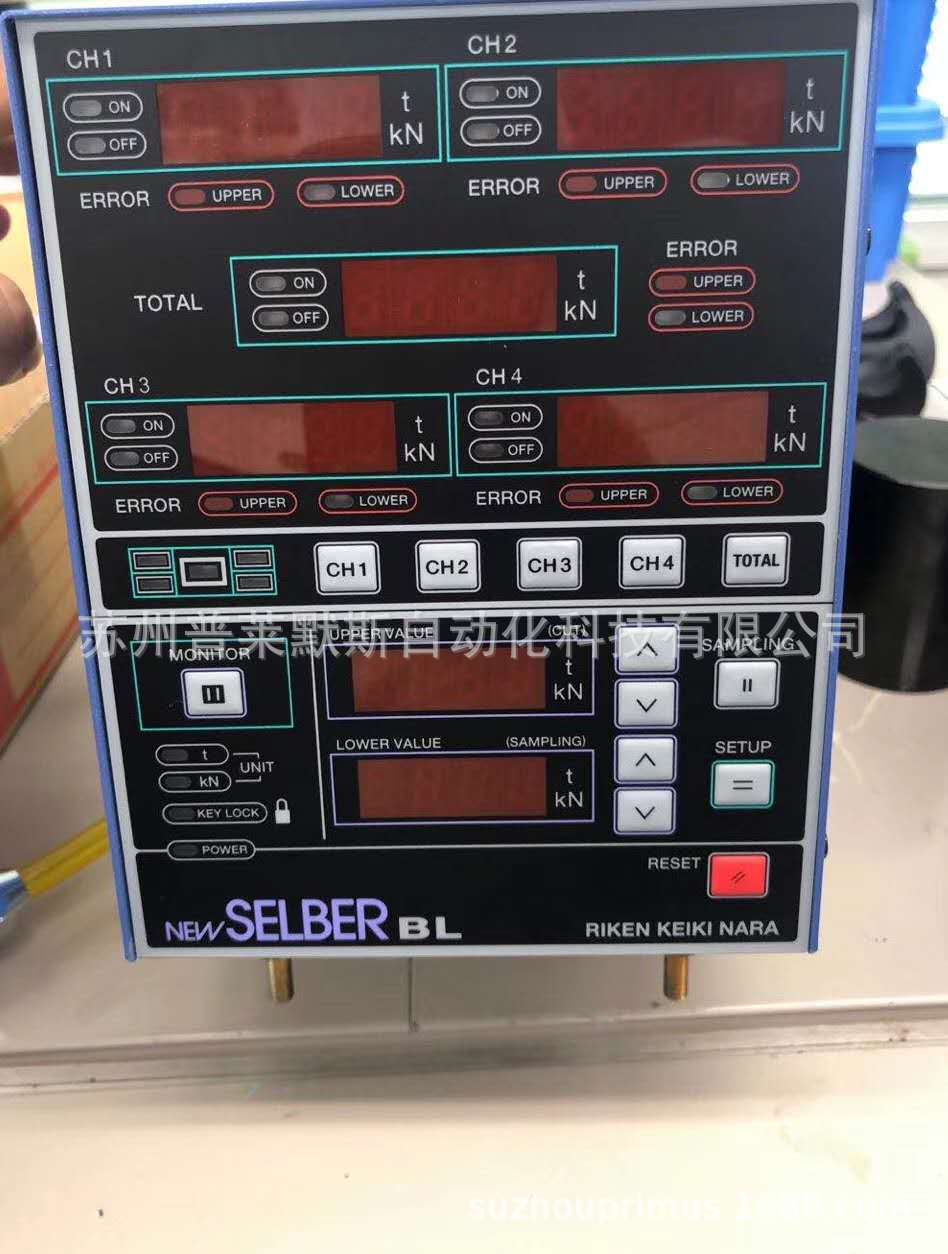 CH1
CH2
ON
t
ON
t
OFF
kN
OFF
kN
ERROR UPPER LOWER
ERROR UPPER LOWER
TOTAL
ON
OFF
t
kN
ERROR
UPPER
LOWER
CH3
CH4
ON
t
ON
t
OFF
kN
OFF
kN
ERROR UPPER LOWER
ERROR UPPER LOWER
CH1 CH2 CH3 CH4 TOTAL
苏州普莱默斯自动化科技有限公司
MONITOR
UPPER VALUE (CUT)
t
kN
SAMPLING
LOWER VALUE (SAMPLING)
t
kN
SETUP
t
kN
UNIT
KEY LOCK
POWER
RESET
NEW SELBER BL
RIKEN KEIKI NARA
suzhouprimus.1688.com